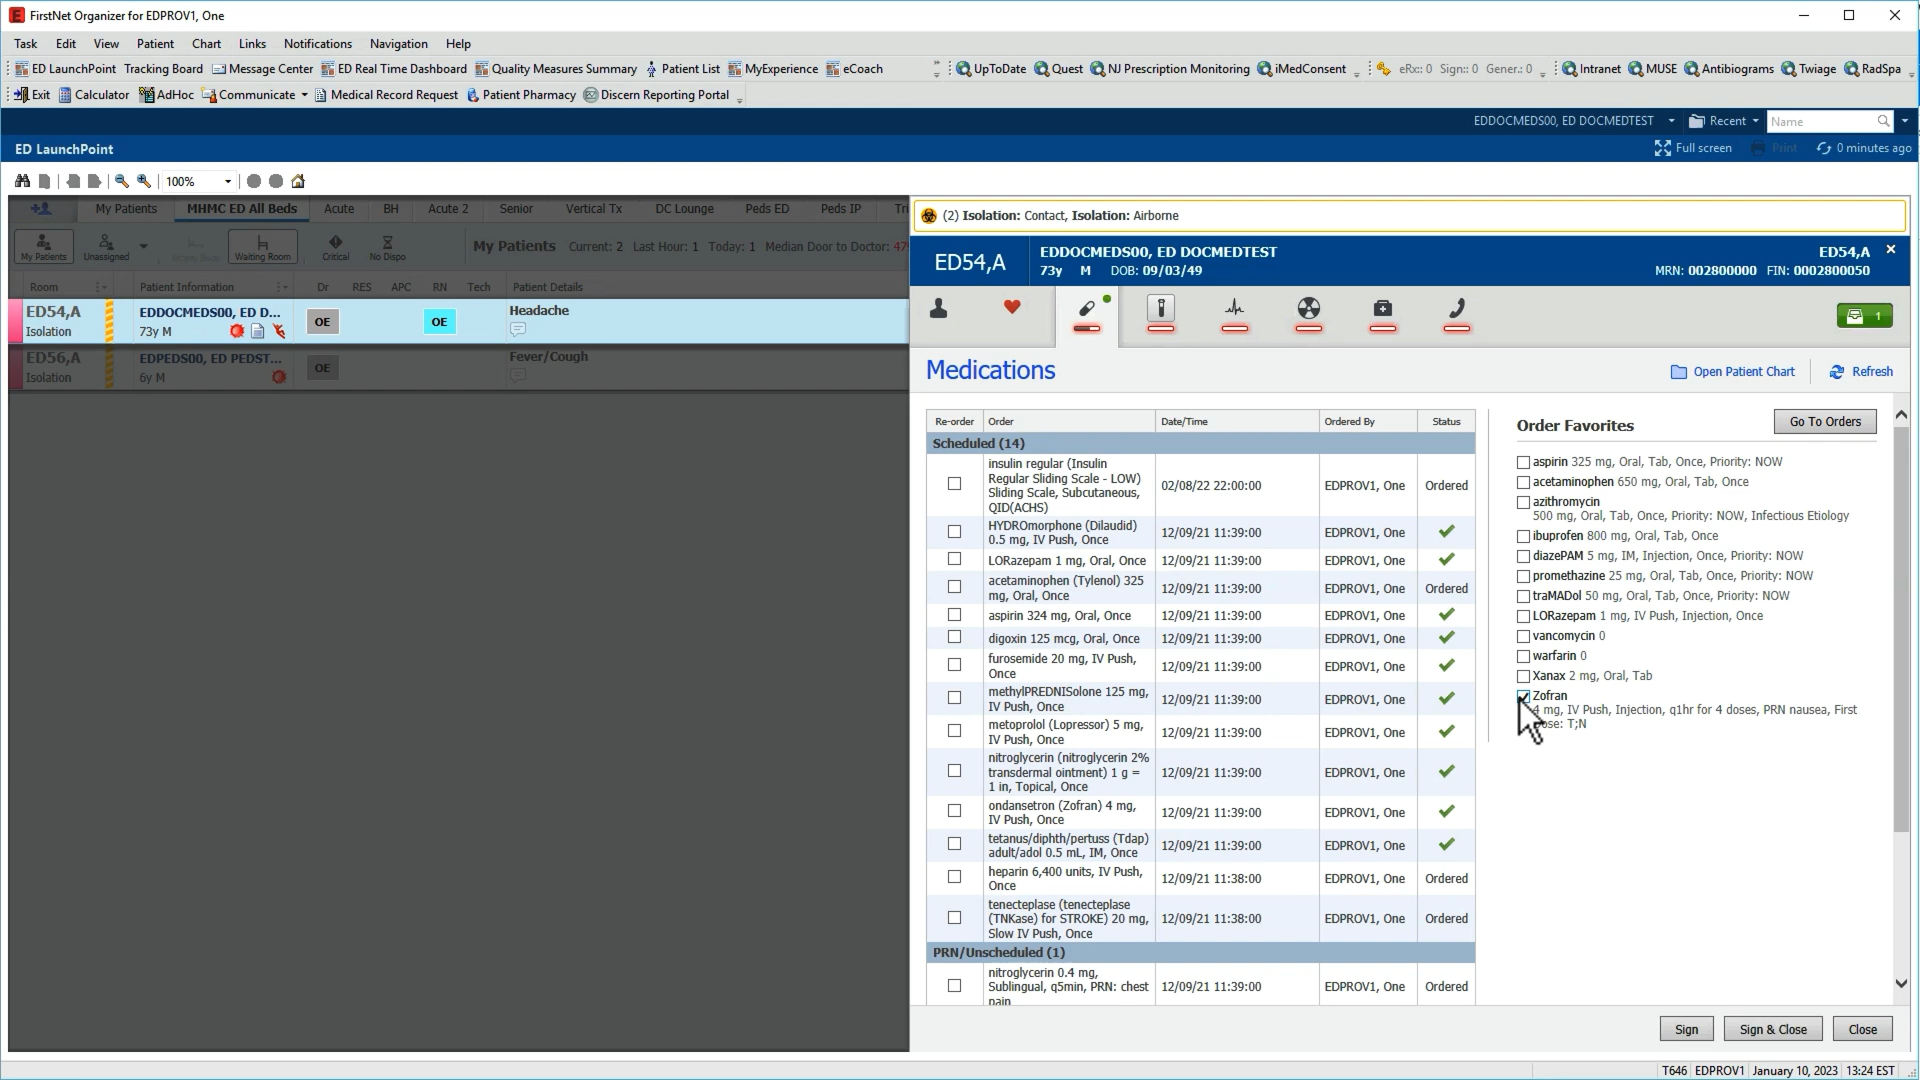 FirstNet Organizer for EDPROV1, One
Task Edit View Patient Chart Links Notifications Navigation Help
ED LaunchPoint Tracking Board Message Center ED Real Time Dashboard Quality Measures Summary Patient List MyExperience eCoach UpToDate Quest NJ Prescription Monitoring iMedConsent eRx:: 0 Sign:: 0 Gener.: 0 Intranet MUSE Antibiograms Twiage RadSpa
Exit Calculator AdHoc Communicate Medical Record Request Patient Pharmacy Discern Reporting Portal
EDDOCMEDS00, ED DOCMEDTEST Recent Name
ED LaunchPoint Full screen Print 0 minutes ago
100%
My Patients MHMC ED All Beds Acute BH Acute 2 Senior Vertical Tx DC Lounge Peds ED Peds IP Tri
My Patients Unassigned Empty Beds Waiting Room Critical No Dispo
My Patients Current: 2 Last Hour: 1 Today: 1 Median Door to Doctor: 47
Room Patient Information Dr RES APC RN Tech Patient Details
ED54,A EDDOCMEDS00, ED D... OE OE Headache
Isolation 73y M
ED56,A EDPEDS00, ED PEDST... OE Fever/Cough
Isolation 6y M
(2) Isolation: Contact, Isolation: Airborne
ED54,A EDDOCMEDS00, ED DOCMEDTEST ED54,A
73y M DOB: 09/03/49 MRN: 002800000 FIN: 0002800050
1
Medications Open Patient Chart Refresh
Re-order Order Date/Time Ordered By Status
Scheduled (14)
insulin regular (Insulin
Regular Sliding Scale - LOW)
Sliding Scale, Subcutaneous,
QID(ACHS)
02/08/22 22:00:00 EDPROV1, One Ordered
HYDROmorphone (Dilaudid)
0.5 mg, IV Push, Once
12/09/21 11:39:00 EDPROV1, One
LORazepam 1 mg, Oral, Once 12/09/21 11:39:00 EDPROV1, One
acetaminophen (Tylenol) 325
mg, Oral, Once
12/09/21 11:39:00 EDPROV1, One Ordered
aspirin 324 mg, Oral, Once 12/09/21 11:39:00 EDPROV1, One
digoxin 125 mcg, Oral, Once 12/09/21 11:39:00 EDPROV1, One
furosemide 20 mg, IV Push,
Once
12/09/21 11:39:00 EDPROV1, One
methylPREDNISolone 125 mg,
IV Push, Once
12/09/21 11:39:00 EDPROV1, One
metoprolol (Lopressor) 5 mg,
IV Push, Once
12/09/21 11:39:00 EDPROV1, One
nitroglycerin (nitroglycerin 2%
transdermal ointment) 1 g =
1 in, Topical, Once
12/09/21 11:39:00 EDPROV1, One
ondansetron (Zofran) 4 mg,
IV Push, Once
12/09/21 11:39:00 EDPROV1, One
tetanus/diphth/pertuss (Tdap)
adult/adol 0.5 mL, IM, Once
12/09/21 11:39:00 EDPROV1, One
heparin 6,400 units, IV Push,
Once
12/09/21 11:38:00 EDPROV1, One Ordered
tenecteplase (tenecteplase
(TNKase) for STROKE) 20 mg,
Slow IV Push, Once
12/09/21 11:38:00 EDPROV1, One Ordered
PRN/Unscheduled (1)
nitroglycerin 0.4 mg,
Sublingual, q5min, PRN: chest
pain
12/09/21 11:39:00 EDPROV1, One Ordered
Order Favorites Go To Orders
aspirin 325 mg, Oral, Tab, Once, Priority: NOW
acetaminophen 650 mg, Oral, Tab, Once
azithromycin
500 mg, Oral, Tab, Once, Priority: NOW, Infectious Etiology
ibuprofen 800 mg, Oral, Tab, Once
diazePAM 5 mg, IM, Injection, Once, Priority: NOW
promethazine 25 mg, Oral, Tab, Once, Priority: NOW
traMADol 50 mg, Oral, Tab, Once, Priority: NOW
LORazepam 1 mg, IV Push, Injection, Once
vancomycin 0
warfarin 0
Xanax 2 mg, Oral, Tab
Zofran
4 mg, IV Push, Injection, q1hr for 4 doses, PRN nausea, First
ose: T;N
Sign Sign & Close Close
T646 EDPROV1 January 10, 2023 13:24 EST